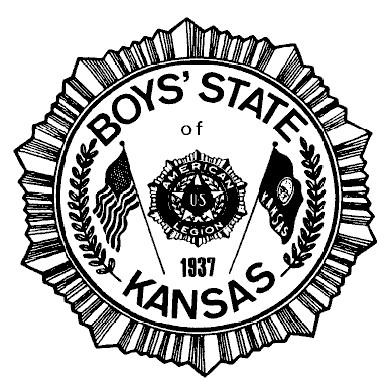 BOYS' STATE
of
AMERICAN
US
LEGION
KANSAS
1937
KANSAS